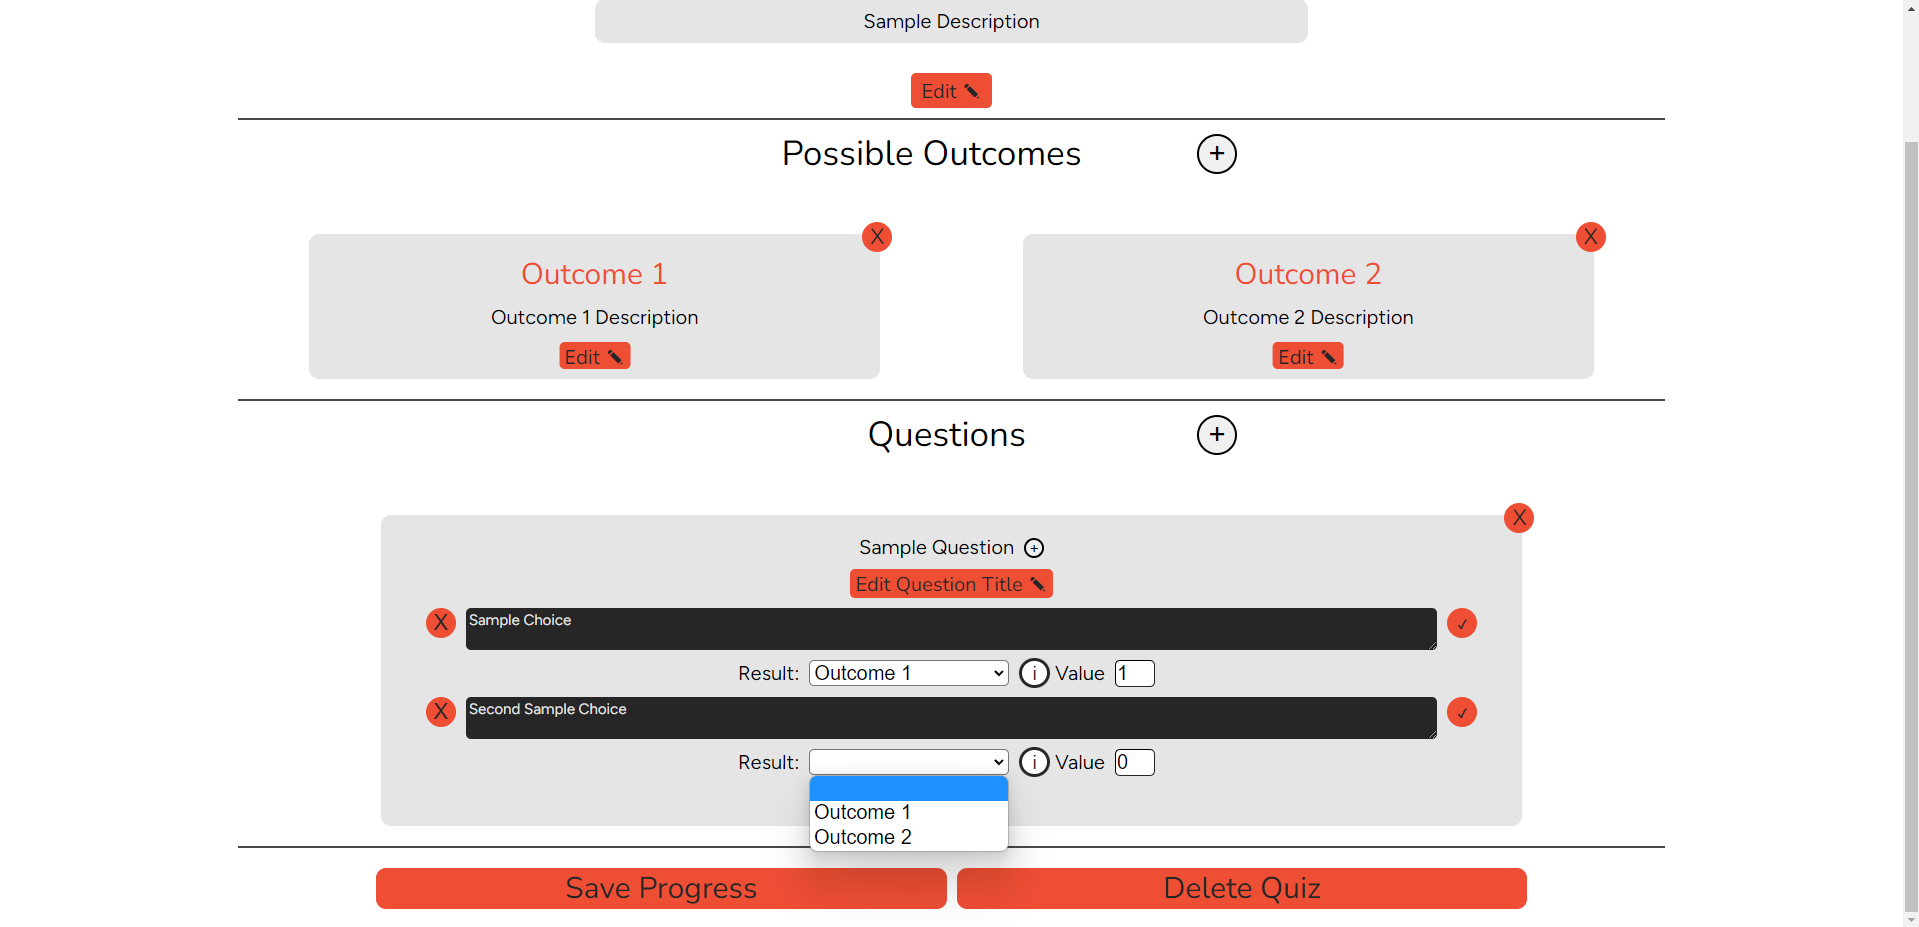 Sample Description
Edit
Possible Outcomes +
X X
Outcome 1 Outcome 2
Outcome 1 Description Outcome 2 Description
Edit Edit
Questions +
X
Sample Question +
Edit Question Title
X Sample Choice ✓
Result: Outcome 1 i Value 1
X Second Sample Choice ✓
Result: i Value 0
Outcome 1
Outcome 2
Save Progress Delete Quiz